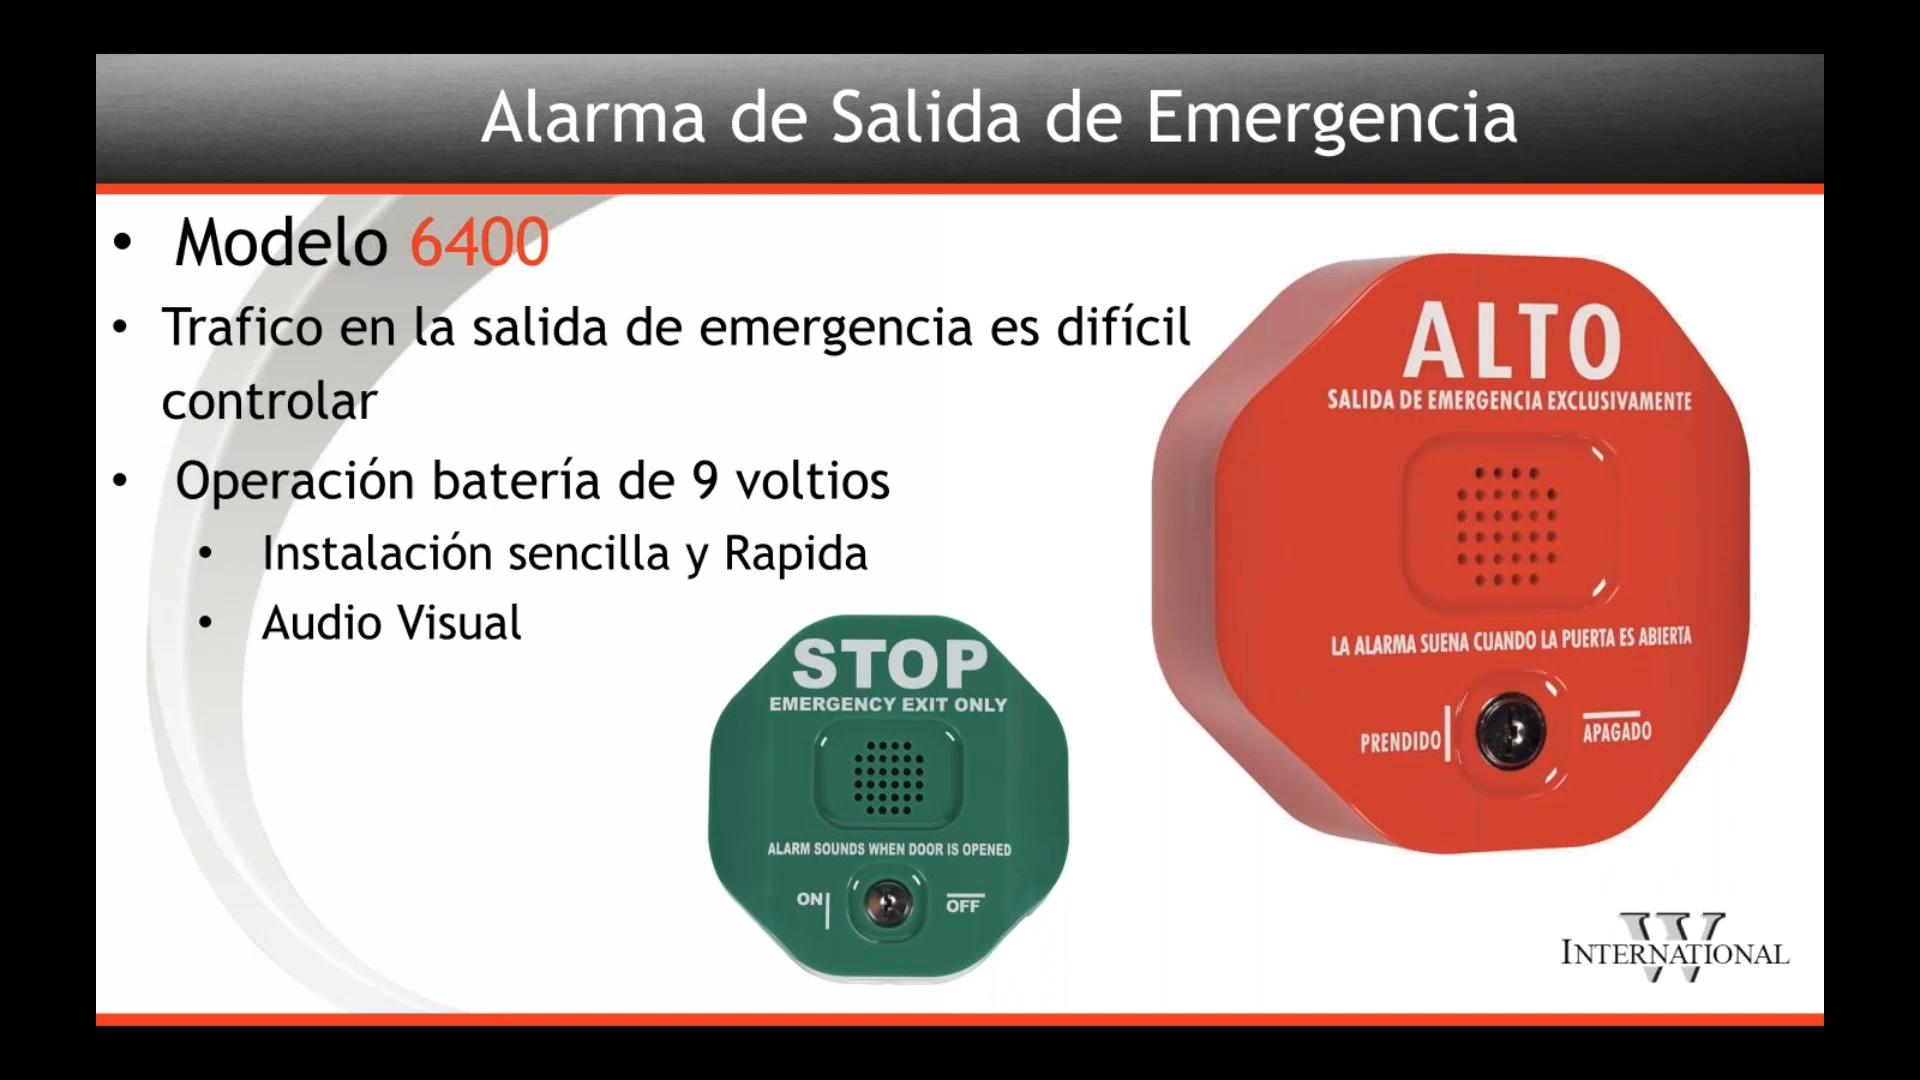 Alarma de Salida de Emergencia
• Modelo 6400
• Trafico en la salida de emergencia es difícil
controlar
• Operación batería de 9 voltios
• Instalación sencilla y Rapida
• Audio Visual
ALTO
SALIDA DE EMERGENCIA EXCLUSIVAMENTE
LA ALARMA SUENA CUANDO LA PUERTA ES ABIERTA
PRENDIDO
APAGADO
STOP
EMERGENCY EXIT ONLY
ALARM SOUNDS WHEN DOOR IS OPENED
ON
OFF
W
INTERNATIONAL